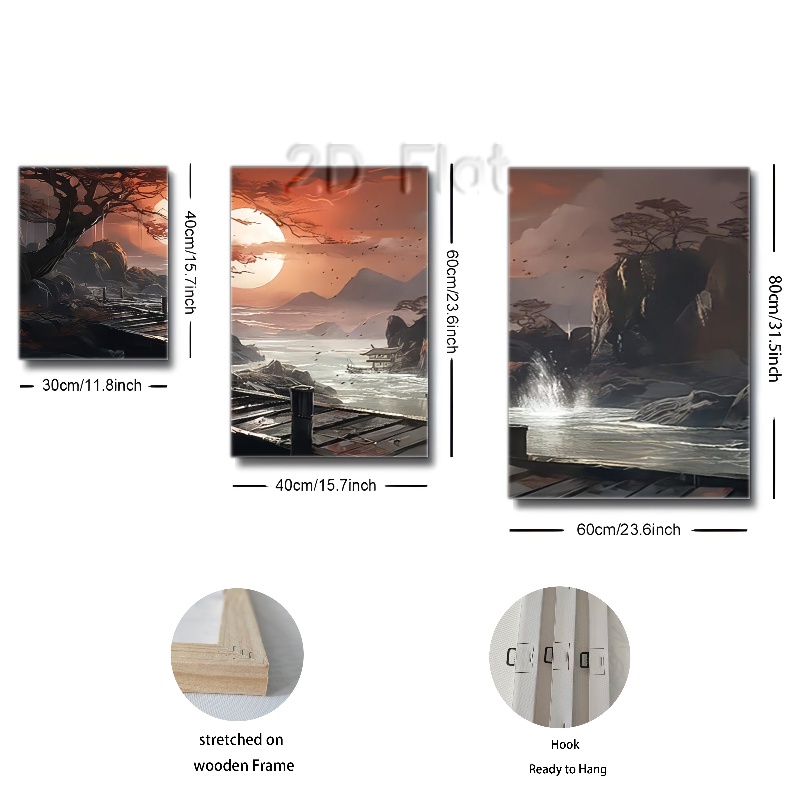 2D Flat
40cm/15.7inch
60cm/23.6inch
80cm/31.5inch
30cm/11.8inch
40cm/15.7inch
60cm/23.6inch
stretched on
wooden Frame
Hook
Ready to Hang